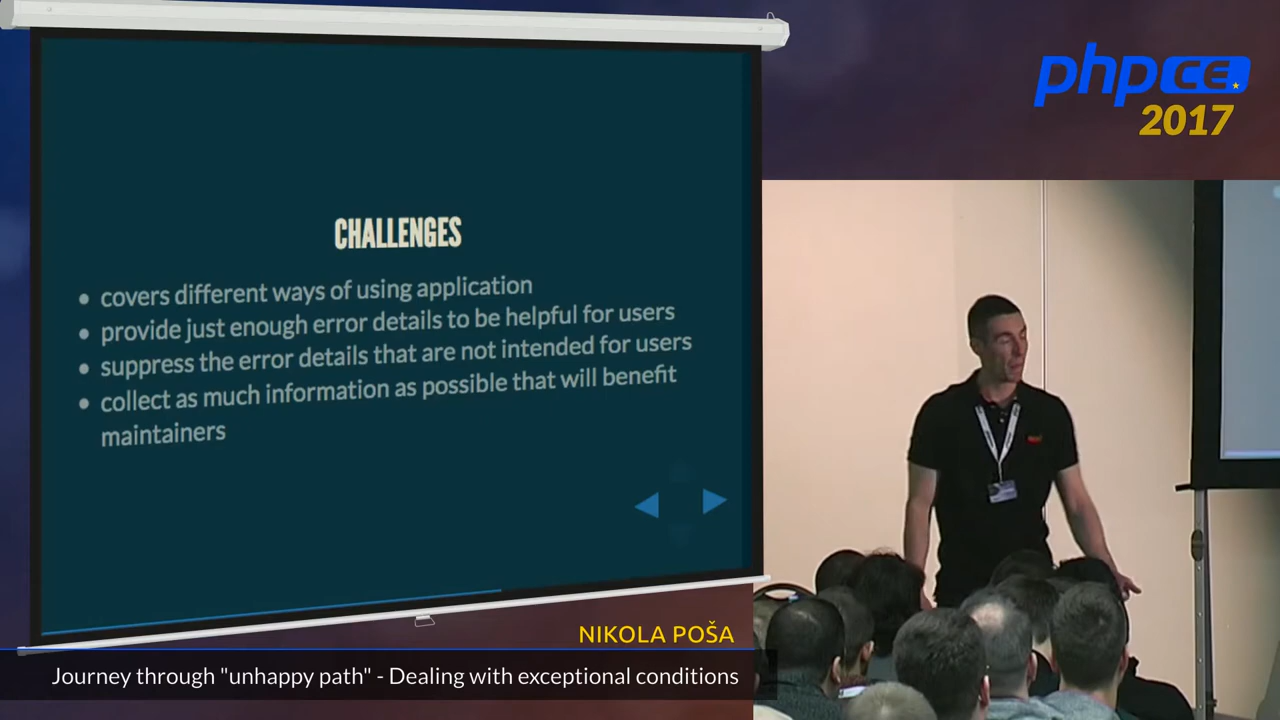 phpCE
2017
CHALLENGES
covers different ways of using application
provide just enough error details to be helpful for users
suppress the error details that are not intended for users
collect as much information as possible that will benefit
maintainers
NIKOLA POŠA
Journey through "unhappy path" - Dealing with exceptional conditions